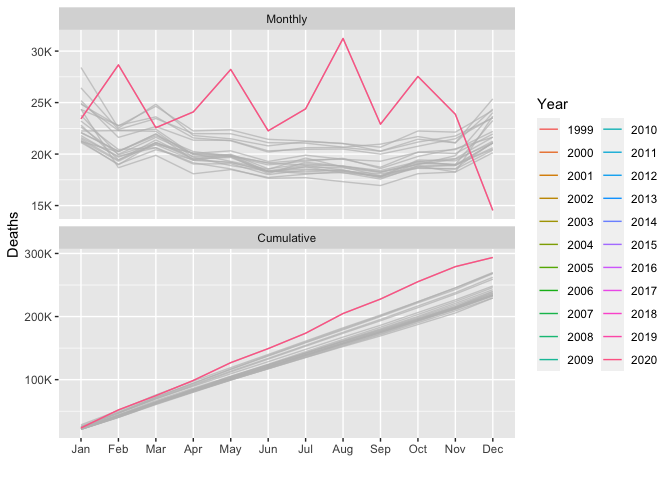 Monthly
30K
25K
20K
15K
Deaths
Cumulative
300K
200K
100K
Jan Feb Mar Apr May Jun Jul Aug Sep Oct Nov Dec
Year
1999 2010
2000 2011
2001 2012
2002 2013
2003 2014
2004 2015
2005 2016
2006 2017
2007 2018
2008 2019
2009 2020